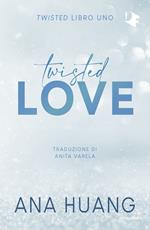 TWISTED LIBRO UNO
twisted
LOVE
TRADUZIONE DI
ANITA VARELA
ANA HUANG